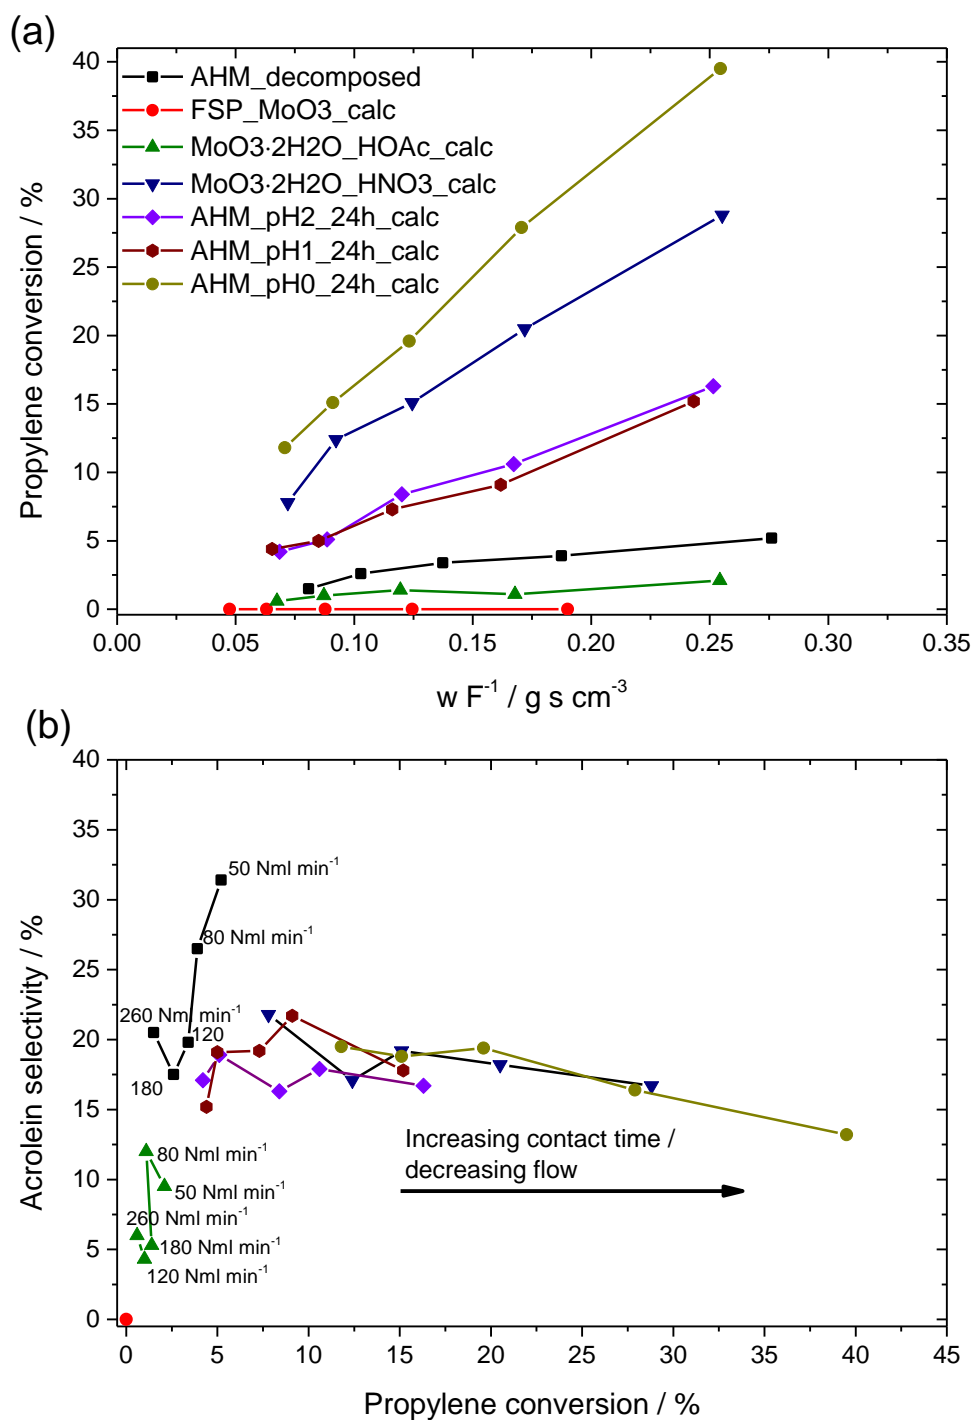 (a)
40
35
30
25
20
15
10
5
0
Propylene conversion / %
AHM_decomposed
FSP_MoO3_calc
MoO3·2H2O_HOAc_calc
MoO3·2H2O_HNO3_calc
AHM_pH2_24h_calc
AHM_pH1_24h_calc
AHM_pH0_24h_calc
0.00 0.05 0.10 0.15 0.20 0.25 0.30 0.35
w F⁻¹ / g s cm⁻³
(b)
40
35
30
25
20
15
10
5
0
Acrolein selectivity / %
50 Nml min⁻¹
80 Nml min⁻¹
260 Nml min⁻¹
120
180
80 Nml min⁻¹
50 Nml min⁻¹
260 Nml min⁻¹
180 Nml min⁻¹
120 Nml min⁻¹
Increasing contact time /
decreasing flow
0 5 10 15 20 25 30 35 40 45
Propylene conversion / %